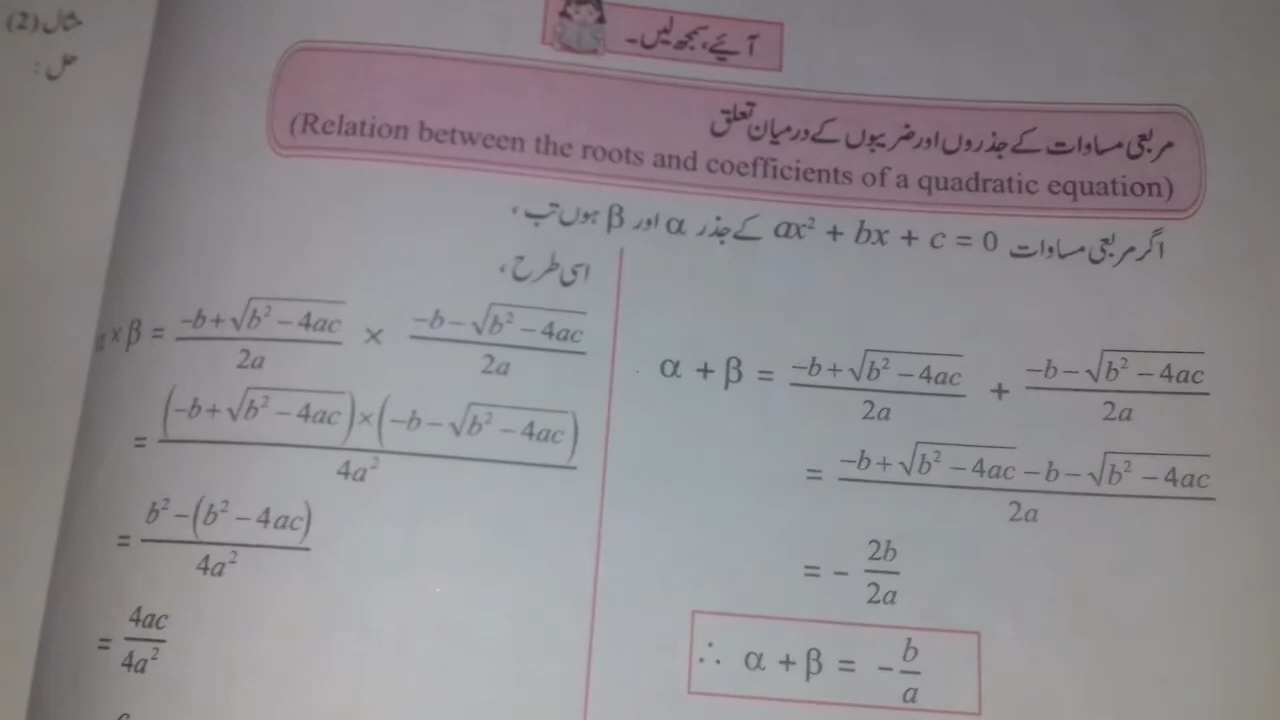 مثال (2)
حل :
آئیے، سمجھ لیں۔
مربعی مساوات کے جذروں اور ضریبوں کے درمیان تعلق
(Relation between the roots and coefficients of a quadratic equation)
اگر مربعی مساوات ax² + bx + c = 0 کے جذر α اور β ہوں تب،
α + β = (-b + √(b² - 4ac))/2a + (-b - √(b² - 4ac))/2a
= (-b + √(b² - 4ac) - b - √(b² - 4ac))/2a
= - 2b/2a
∴ α + β = - b/a
اسی طرح،
× β = (-b + √(b² - 4ac))/2a × (-b - √(b² - 4ac))/2a
= ((-b + √(b² - 4ac)) × (-b - √(b² - 4ac)))/4a²
= (b² - (b² - 4ac))/4a²
= 4ac/4a²